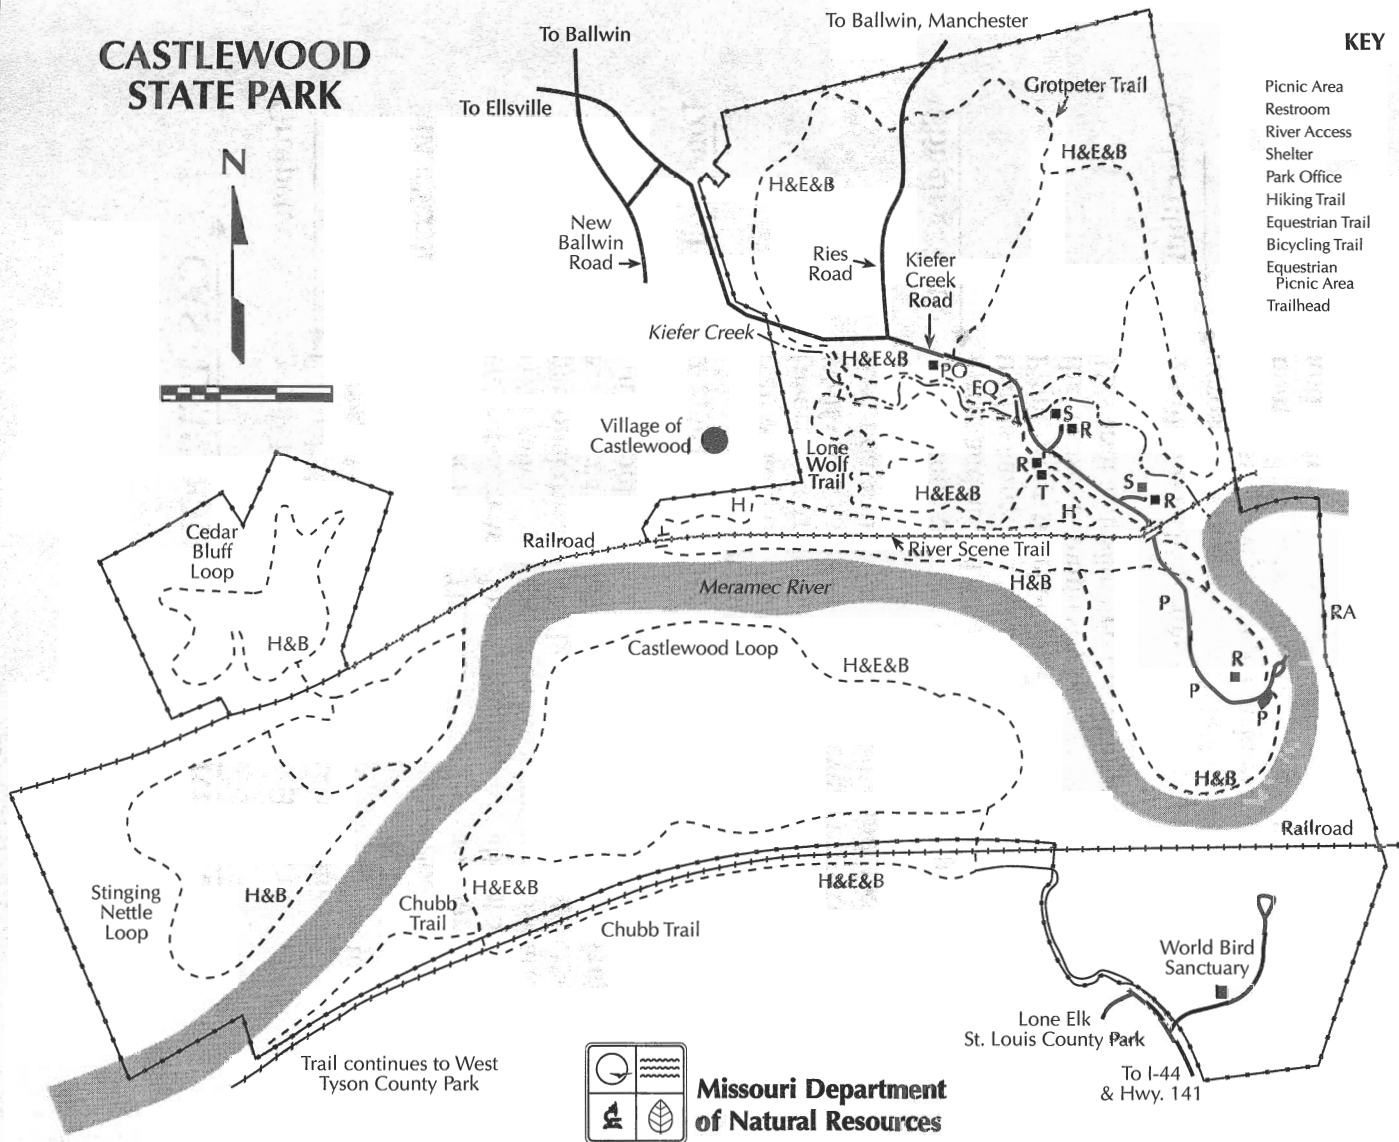 CASTLEWOOD
STATE PARK
N
To Ballwin
To Ellsville
New
Ballwin
Road
To Ballwin, Manchester
Grotpeter Trail
H&E&B
H&E&B
Ries
Road
Kiefer
Creek
Road
Kiefer Creek
H&E&B
PO
EQ
S
R
Village of
Castlewood
Lone
Wolf
Trail
R
T
S
R
H&E&B
H
H
KEY
Picnic Area
Restroom
River Access
Shelter
Park Office
Hiking Trail
Equestrian Trail
Bicycling Trail
Equestrian
Picnic Area
Trailhead
Cedar
Bluff
Loop
H&B
Railroad
River Scene Trail
Meramec River
H&B
P
RA
R
P
P
H&B
Castlewood Loop
H&E&B
Railroad
Stinging
Nettle
Loop
H&B
Chubb
Trail
H&E&B
H&E&B
Chubb Trail
World Bird
Sanctuary
Lone Elk
St. Louis County Park
To I-44
& Hwy. 141
Trail continues to West
Tyson County Park
Missouri Department
of Natural Resources